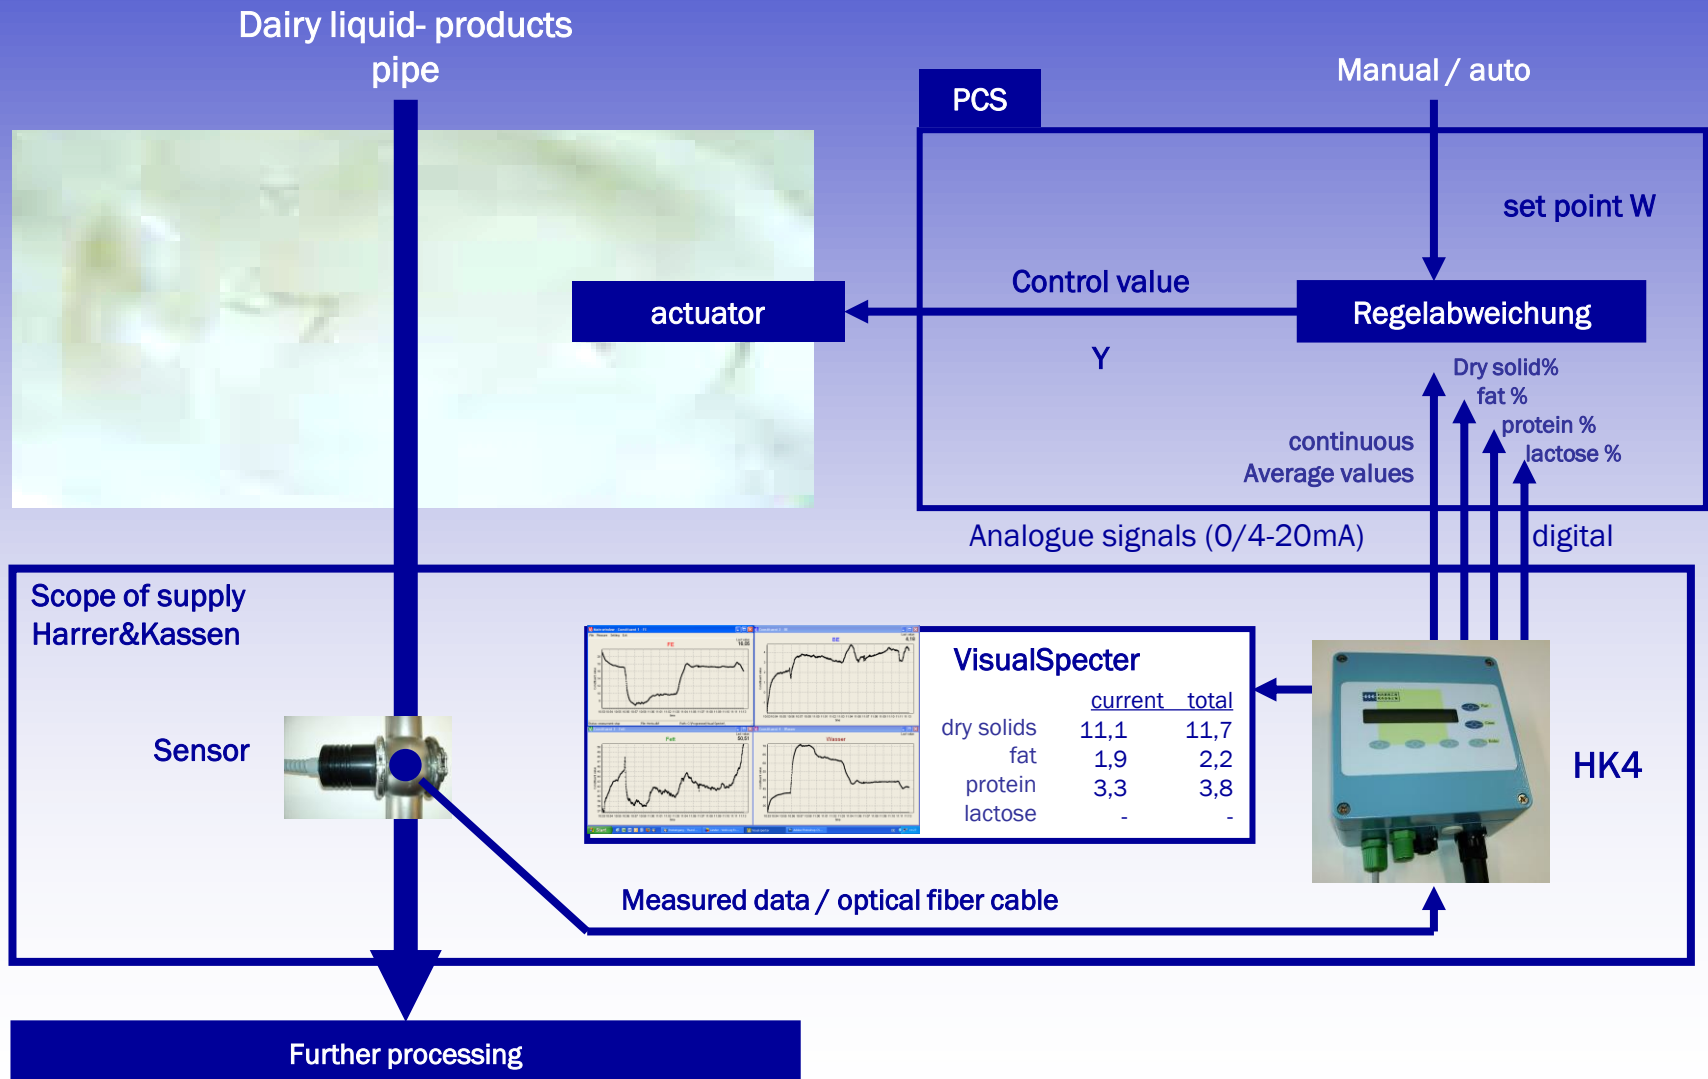 Dairy liquid- products
pipe
Manual / auto
PCS
set point W
Control value
actuator
Regelabweichung
Y
Dry solid%
fat %
protein %
lactose %
continuous
Average values
Analogue signals (0/4-20mA)
digital
Scope of supply
Harrer&Kassen
VisualSpecter
current total
dry solids 11,1 11,7
fat 1,9 2,2
protein 3,3 3,8
lactose - -
Sensor
HK4
FE
Fett
Wasser
Measured data / optical fiber cable
Further processing